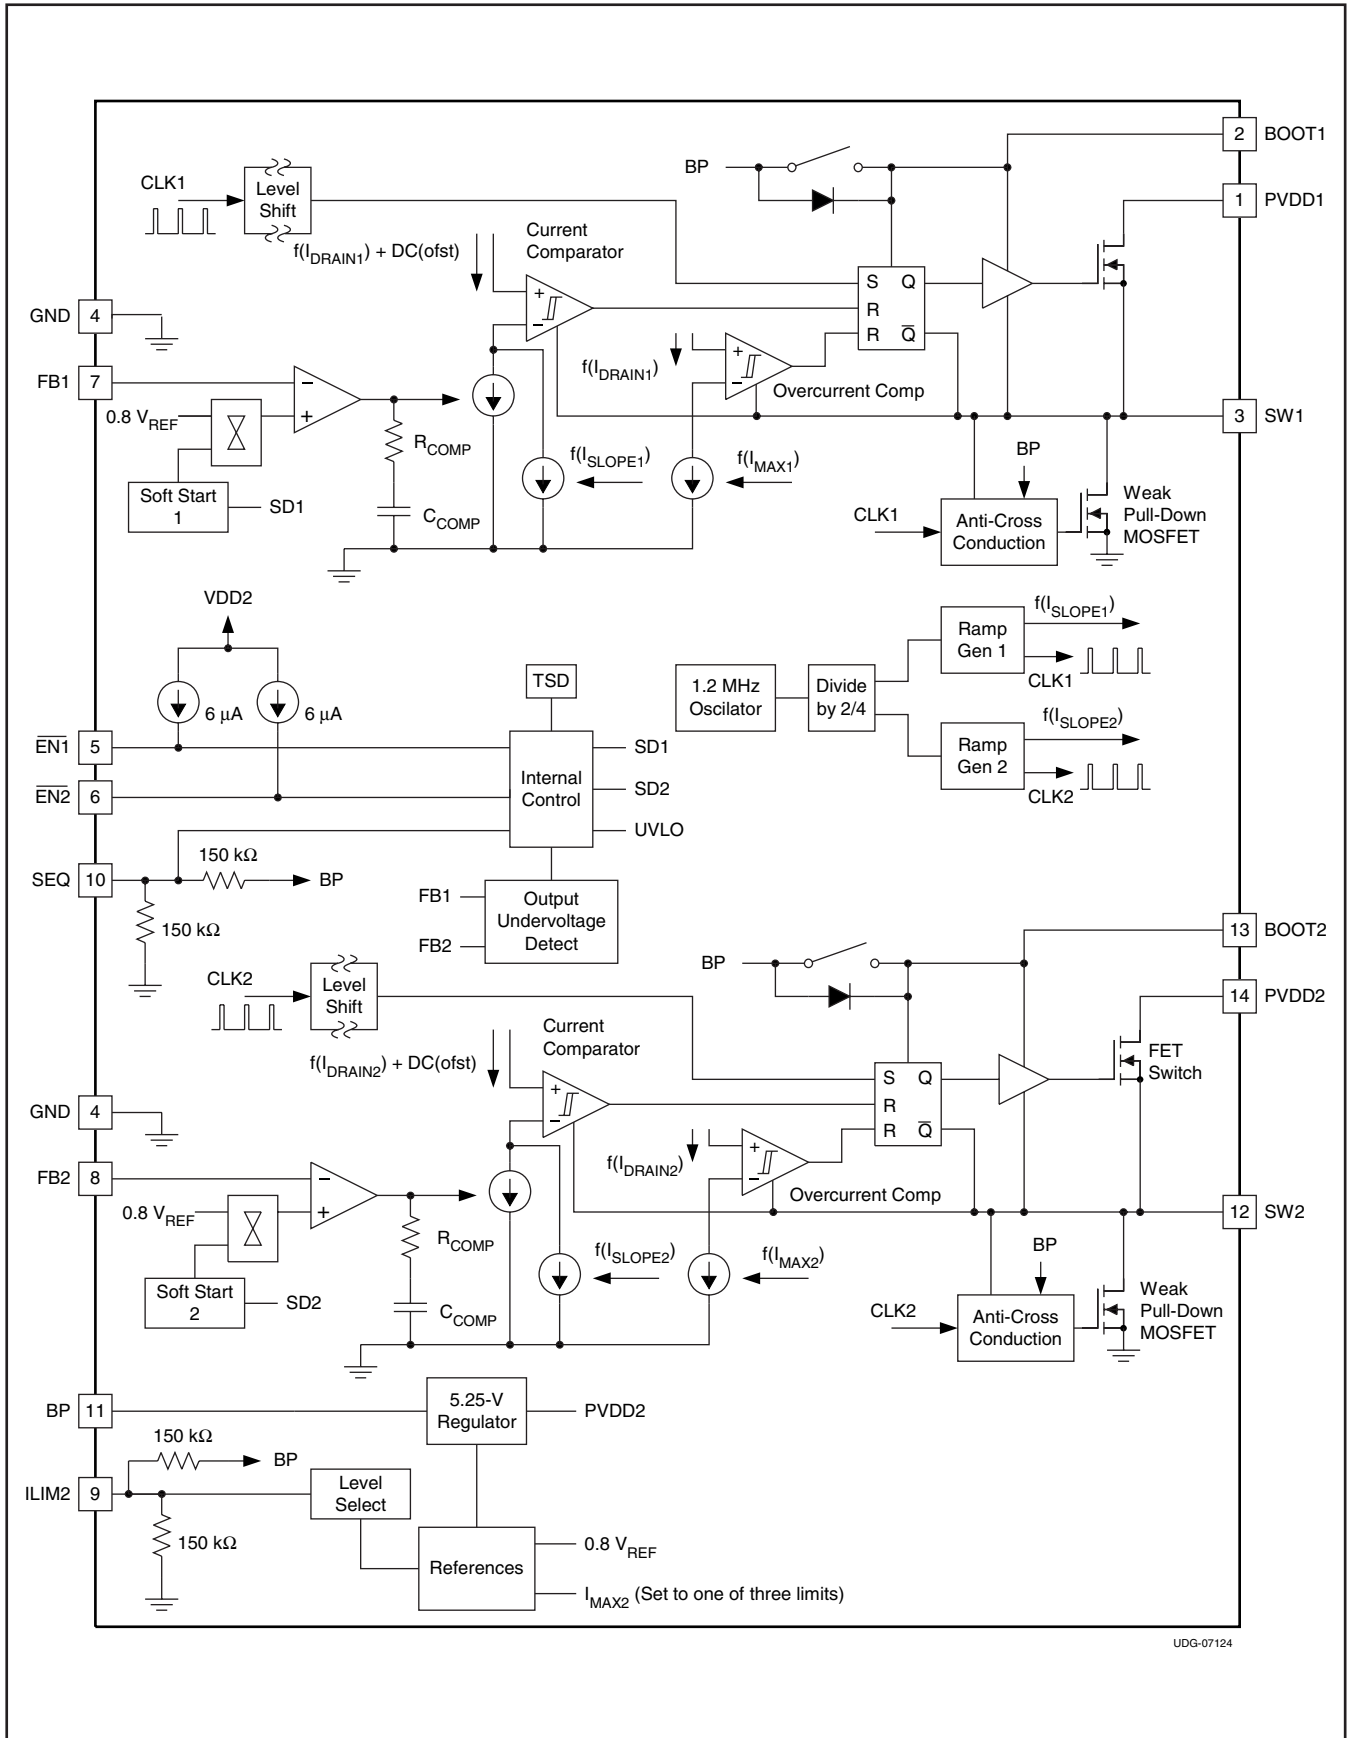 2 BOOT1
BP
CLK1
Level
Shift
1 PVDD1
f(IDRAIN1) + DC(ofst)
Current
Comparator
+
−
S Q
R
R Q̅
GND 4
f(IDRAIN1)
+
−
Overcurrent Comp
FB1 7
−
+
0.8 VREF
RCOMP
3 SW1
Soft Start
1
SD1
CCOMP
f(ISLOPE1)
f(IMAX1)
BP
CLK1
Anti-Cross
Conduction
Weak
Pull-Down
MOSFET
VDD2
6 µA
6 µA
TSD
1.2 MHz
Oscilator
Divide
by 2/4
Ramp
Gen 1
f(ISLOPE1)
CLK1
Ramp
Gen 2
f(ISLOPE2)
CLK2
E̅N̅1̅ 5
E̅N̅2̅ 6
Internal
Control
SD1
SD2
UVLO
SEQ 10
150 kΩ
BP
150 kΩ
FB1
FB2
Output
Undervoltage
Detect
13 BOOT2
BP
CLK2
Level
Shift
14 PVDD2
FET
Switch
f(IDRAIN2) + DC(ofst)
Current
Comparator
+
−
S Q
R
R Q̅
GND 4
f(IDRAIN2)
+
−
Overcurrent Comp
FB2 8
−
+
0.8 VREF
RCOMP
12 SW2
Soft Start
2
SD2
CCOMP
f(ISLOPE2)
f(IMAX2)
BP
CLK2
Anti-Cross
Conduction
Weak
Pull-Down
MOSFET
BP 11
5.25-V
Regulator
PVDD2
150 kΩ
BP
ILIM2 9
Level
Select
150 kΩ
References
0.8 VREF
IMAX2 (Set to one of three limits)
UDG-07124